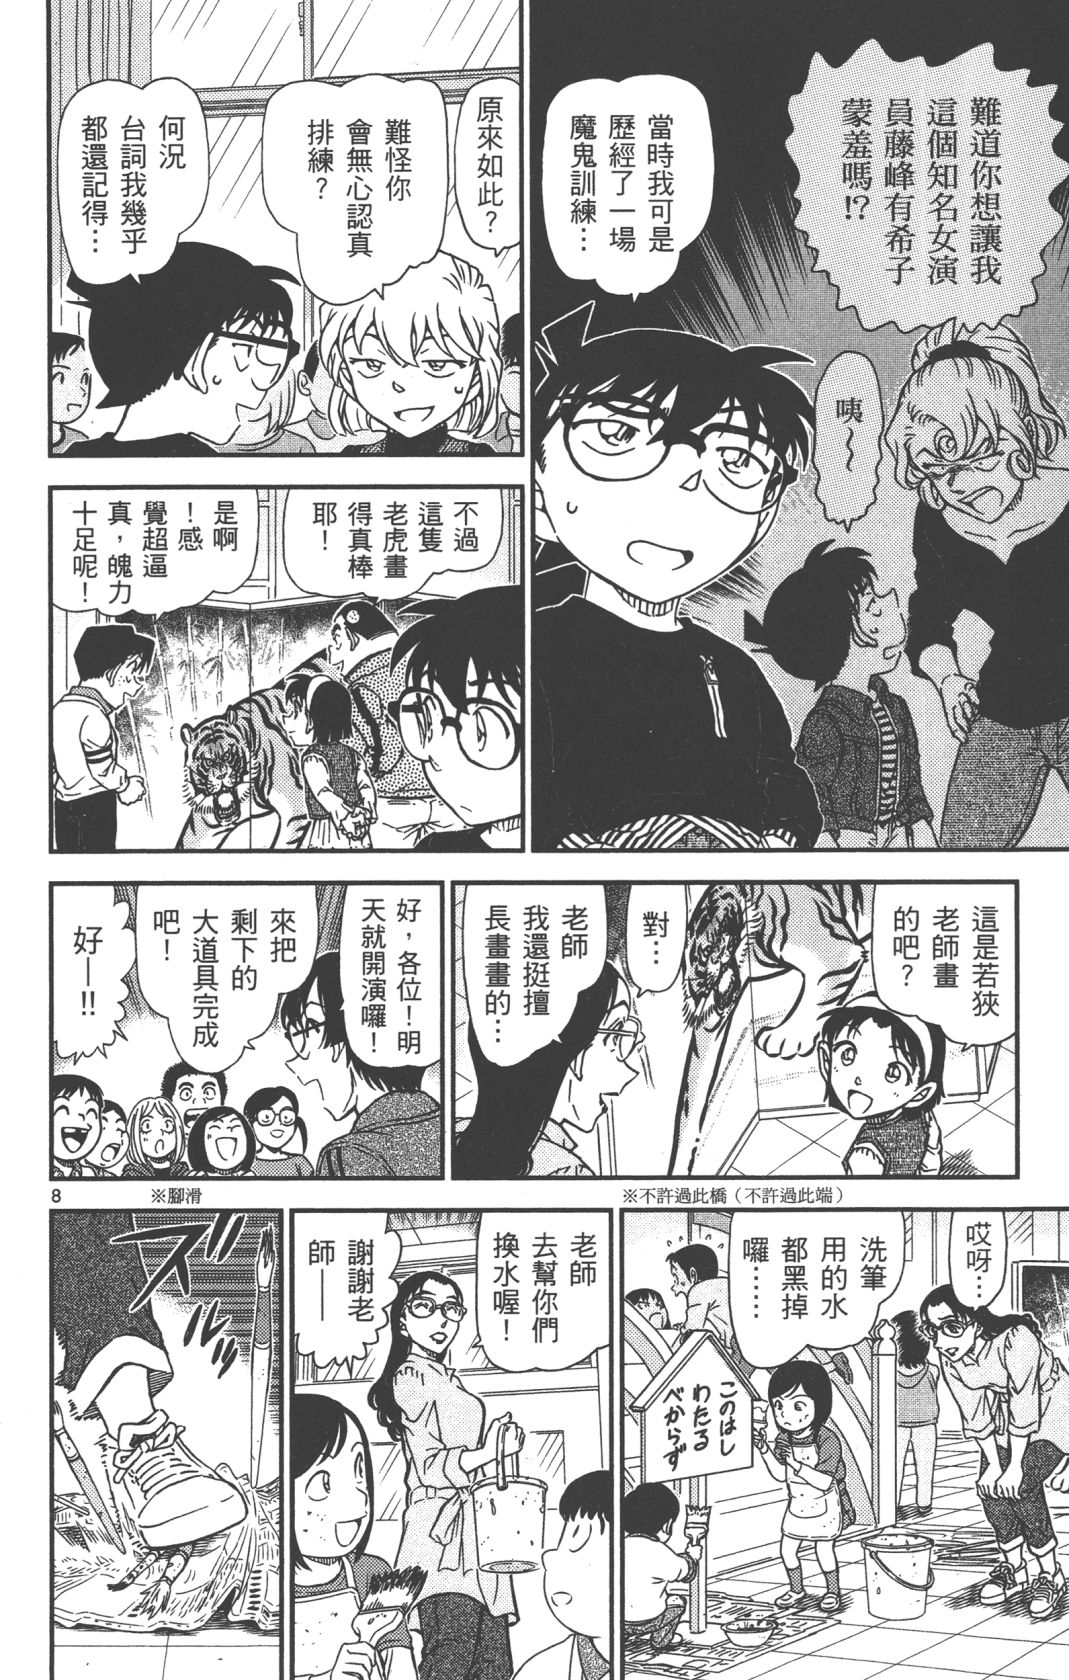 難道你想讓我
這個知名女演
員藤峰有希子
蒙羞嗎!?
咦～
當時我可是
歷經了一場
魔鬼訓練…
原來如此？
難怪你
會無心認真
排練？
何況
台詞我幾乎
都還記得…
不過
這隻
老虎畫
得真棒
耶！
是啊
！感
覺超逼
真，魄力
十足呢！
這是若狹
老師畫
的吧？
對…
老師
我還挺擅
長畫畫的…
好，各位！明
天就開演囉！
來把
剩下的
大道具完成
吧！
好—!!
8
※不許過此橋（不許過此端）
哎呀…
洗筆
用的水
都黑掉
囉……
このはし
わたる
べからず
老師
去幫你們
換水喔！
謝謝老
師——
※腳滑
ズルッ